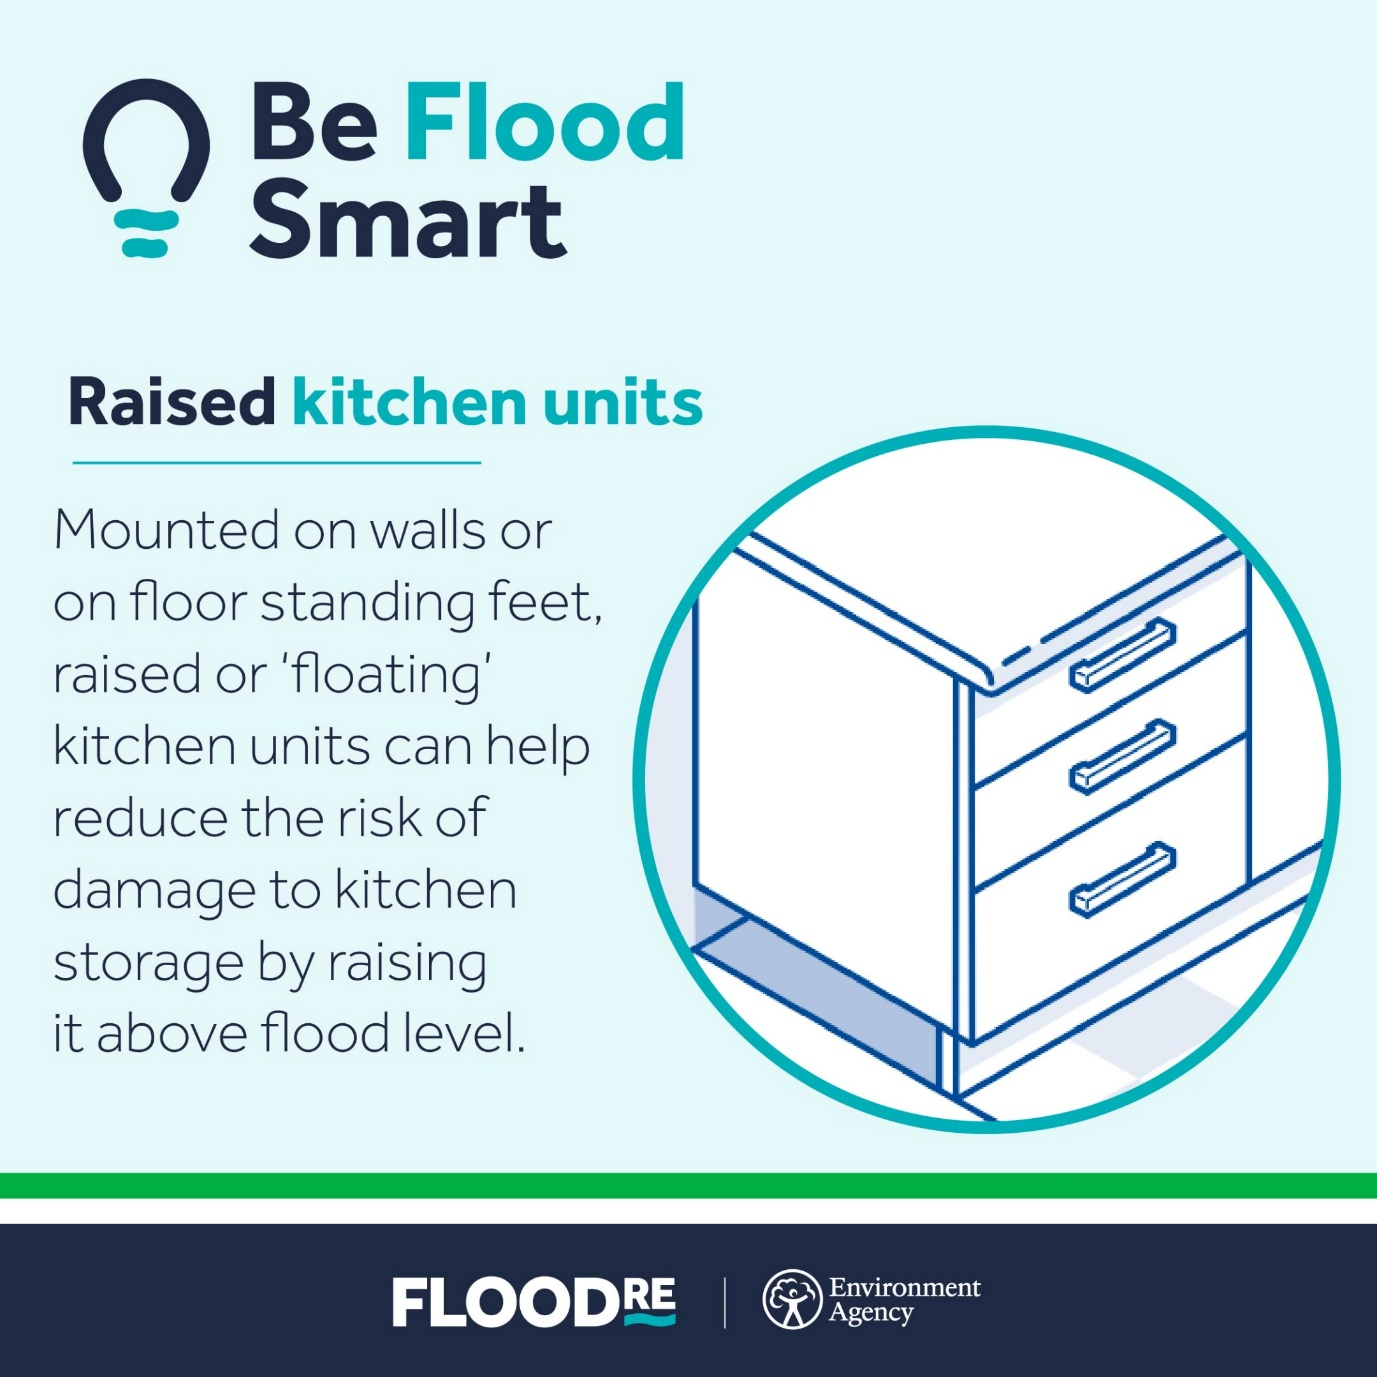 Be Flood
Smart
Raised kitchen units
Mounted on walls or
on floor standing feet,
raised or ‘floating’
kitchen units can help
reduce the risk of
damage to kitchen
storage by raising
it above flood level.
FLOODRE
Environment
Agency